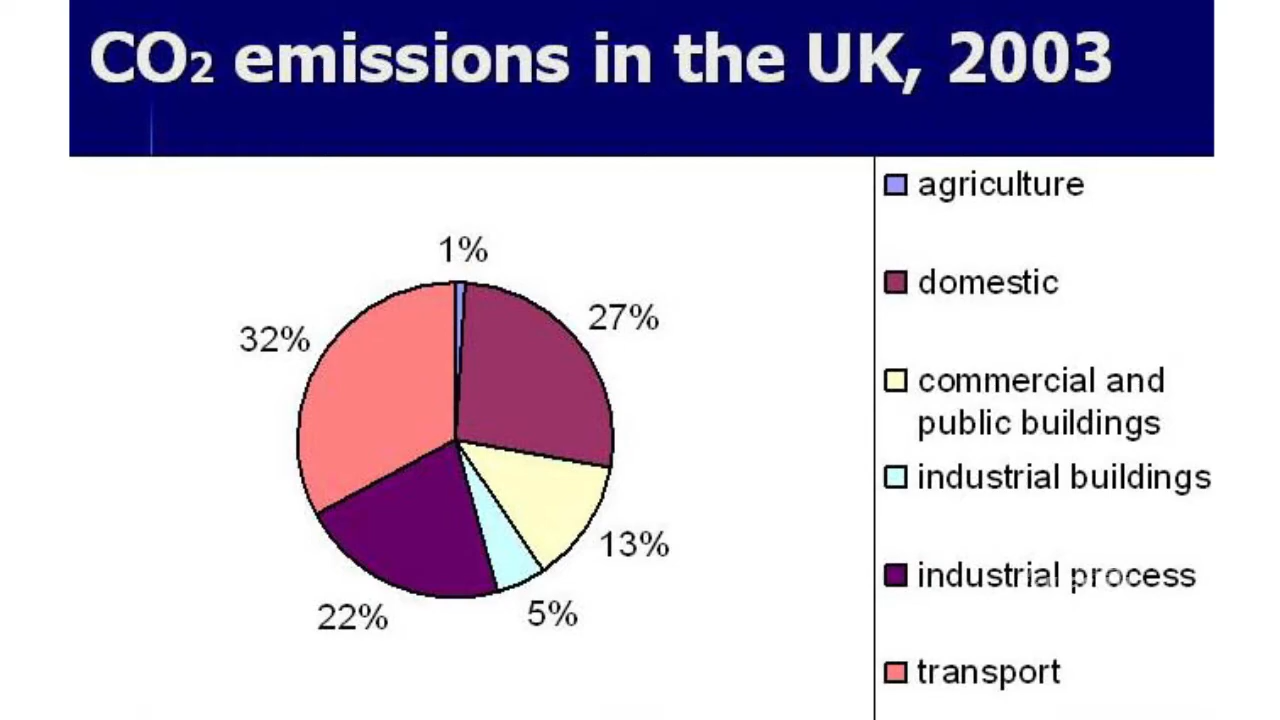 CO2 emissions in the UK, 2003
agriculture
1%
domestic
27%
32%
commercial and
public buildings
industrial buildings
13%
industrial process
5%
22%
transport